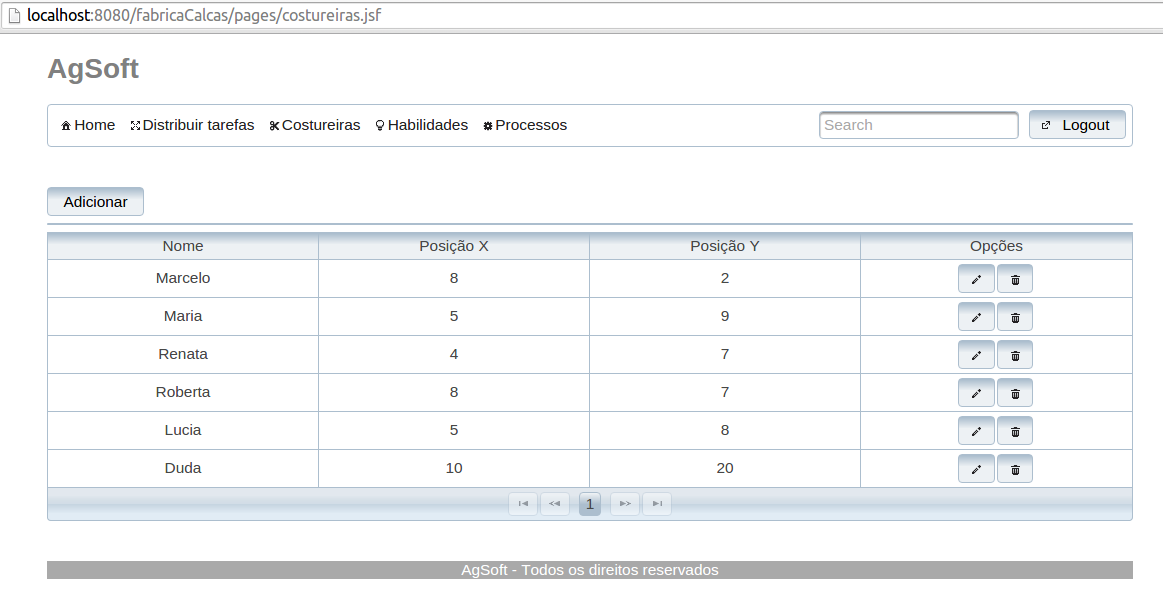 localhost:8080/fabricaCalcas/pages/costureiras.jsf
AgSoft
Home Distribuir tarefas Costureiras Habilidades Processos Search Logout
Adicionar
Nome Posição X Posição Y Opções
Marcelo 8 2
Maria 5 9
Renata 4 7
Roberta 8 7
Lucia 5 8
Duda 10 20
1
AgSoft - Todos os direitos reservados